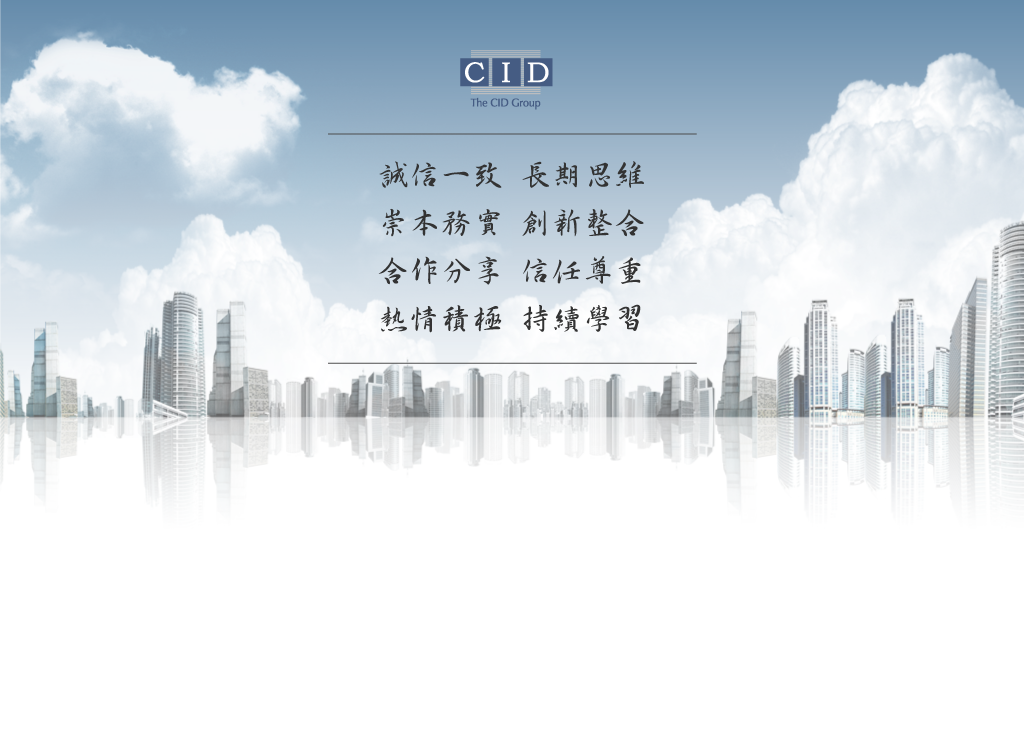 CID
The CID Group
誠信一致 長期思維
崇本務實 創新整合
合作分享 信任尊重
熱情積極 持續學習